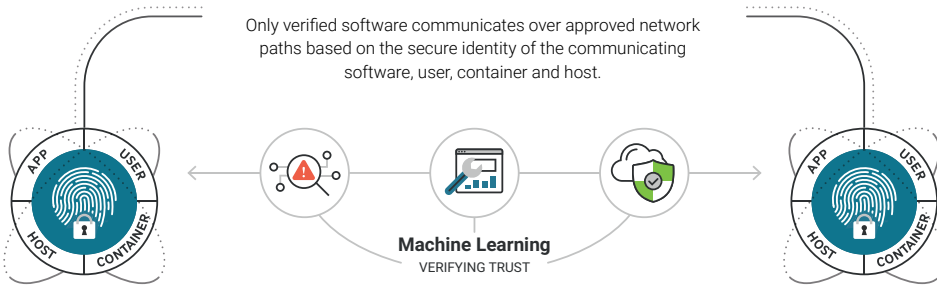 Only verified software communicates over approved network
paths based on the secure identity of the communicating
software, user, container and host.
APP
USER
HOST
CONTAINER
APP
USER
HOST
CONTAINER
Machine Learning
VERIFYING TRUST